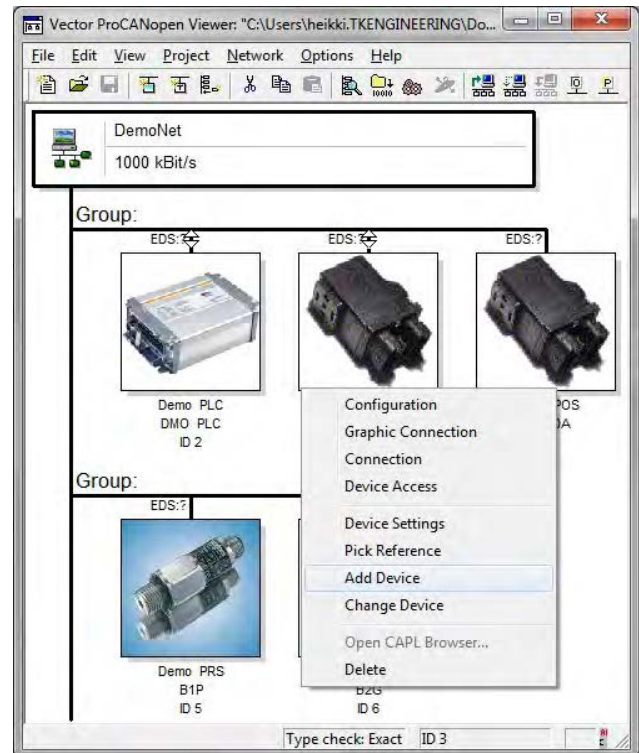 Vector ProCANopen Viewer: "C:\Users\heikki.TKENGINEERING\Do...
File Edit View Project Network Options Help
DemoNet
1000 kBit/s
Group:
EDS:? EDS:? EDS:?
Demo PLC
DMO PLC
ID 2
POS
0A
Configuration
Graphic Connection
Connection
Device Access
Device Settings
Pick Reference
Add Device
Change Device
Open CAPL Browser...
Delete
Group:
EDS:?
Demo PRS
B1P
ID 5
B2G
ID 6
Type check: Exact ID 3